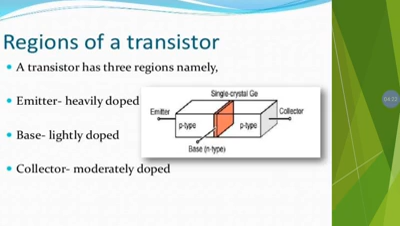 Regions of a transistor
A transistor has three regions namely,
Emitter- heavily doped
Base- lightly doped
Collector- moderately doped
Single-crystal Ge
Emitter
Collector
p-type
p-type
Base (n-type)